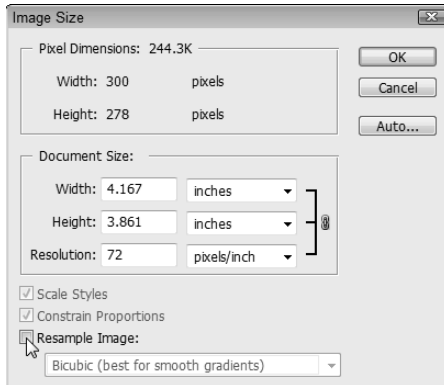 Image Size
Pixel Dimensions: 244.3K
OK
Width: 300 pixels
Cancel
Height: 278 pixels
Auto...
Document Size:
Width: 4.167 inches
Height: 3.861 inches
Resolution: 72 pixels/inch
Scale Styles
Constrain Proportions
Resample Image:
Bicubic (best for smooth gradients)